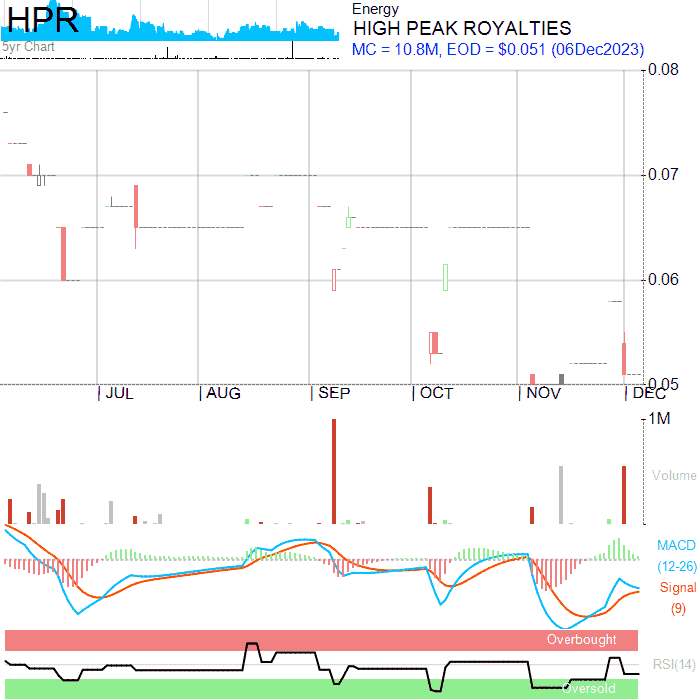 HPR
5yr Chart
Energy
HIGH PEAK ROYALTIES
MC = 10.8M, EOD = $0.051 (06Dec2023)
0.08
0.07
0.06
0.05
JUL
AUG
SEP
OCT
NOV
DEC
1M
Volume
MACD
(12-26)
Signal
(9)
Overbought
RSI(14)
Oversold